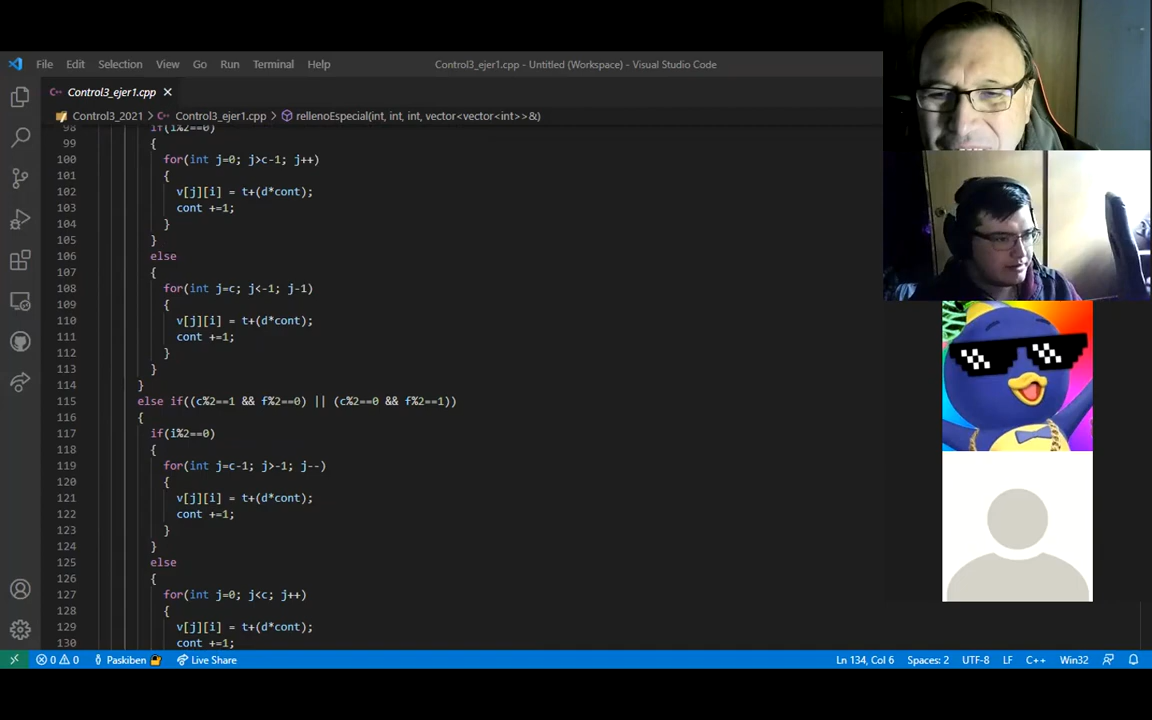 File Edit Selection View Go Run Terminal Help Control3_ejer1.cpp - Untitled (Workspace) - Visual Studio Code
Control3_ejer1.cpp
Control3_2021 > Control3_ejer1.cpp > rellenoEspecial(int, int, int, vector<vector<int>>&)
98 if(i%2==0)
99 {
100 for(int j=0; j>c-1; j++)
101 {
102 v[j][i] = t+(d*cont);
103 cont +=1;
104 }
105 }
106 else
107 {
108 for(int j=c; j<-1; j-1)
109 {
110 v[j][i] = t+(d*cont);
111 cont +=1;
112 }
113 }
114 }
115 else if((c%2==1 && f%2==0) || (c%2==0 && f%2==1))
116 {
117 if(i%2==0)
118 {
119 for(int j=c-1; j>-1; j--)
120 {
121 v[j][i] = t+(d*cont);
122 cont +=1;
123 }
124 }
125 else
126 {
127 for(int j=0; j<c; j++)
128 {
129 v[j][i] = t+(d*cont);
130 cont +=1;
0 0 Paskiben Live Share Ln 134, Col 6 Spaces: 2 UTF-8 LF C++ Win32